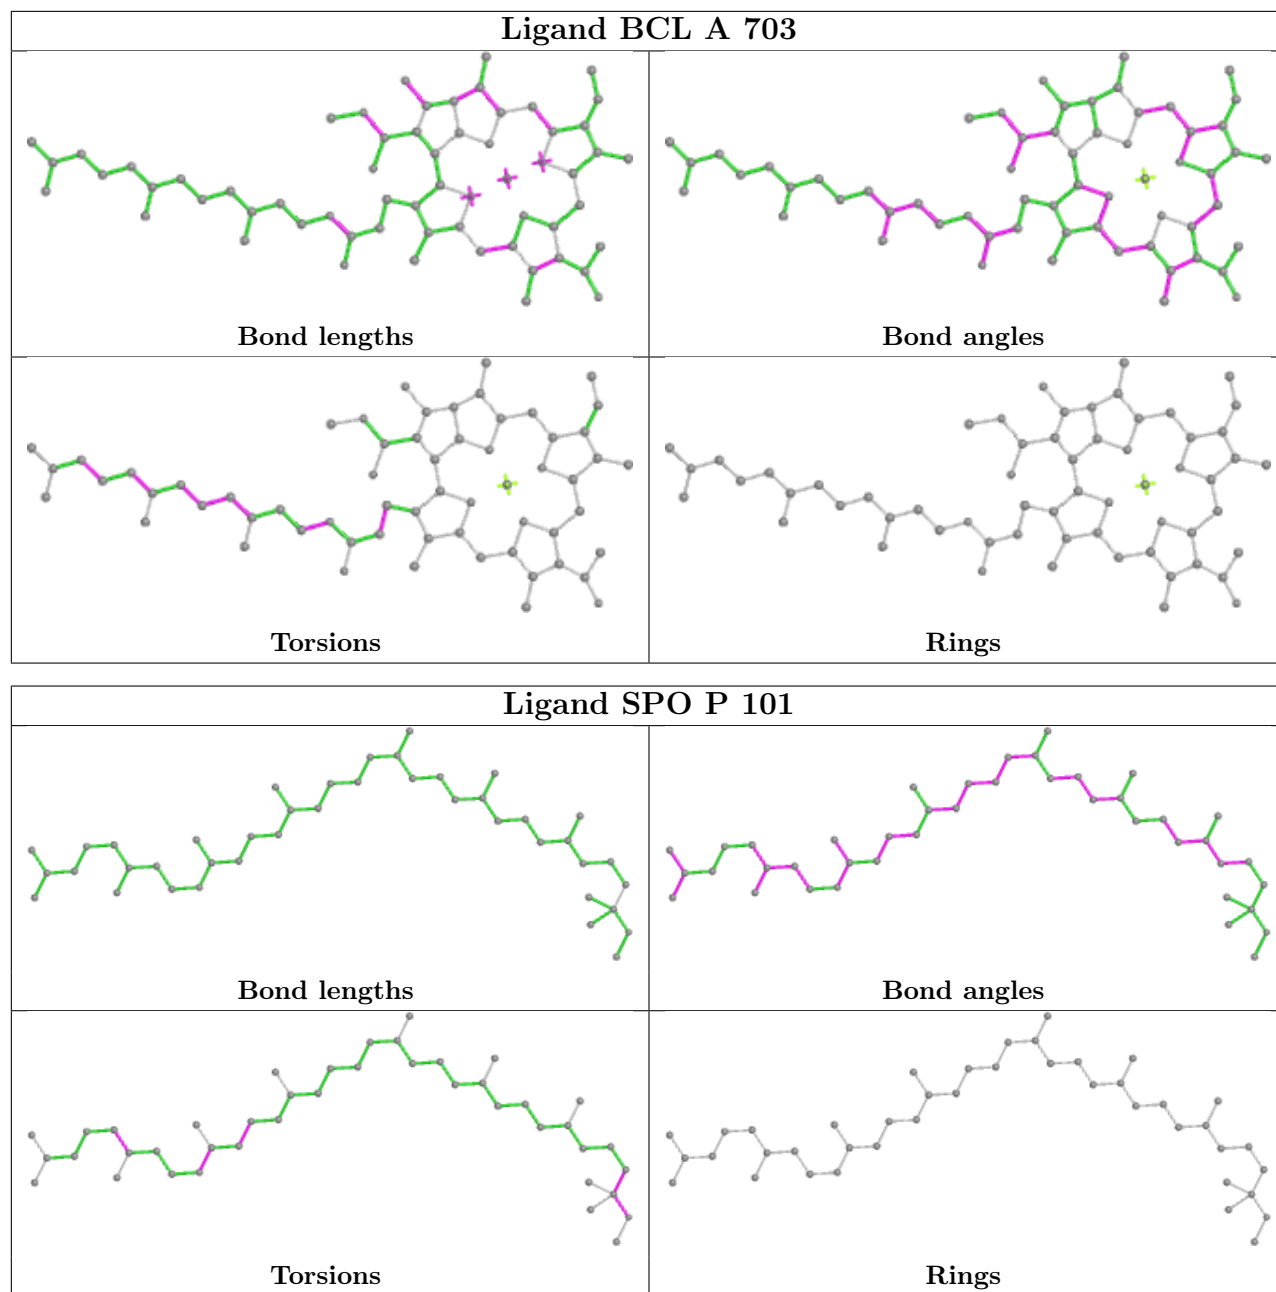 Ligand BCL A 703
Bond lengths
Bond angles
Torsions
Rings
Ligand SPO P 101
Bond lengths
Bond angles
Torsions
Rings